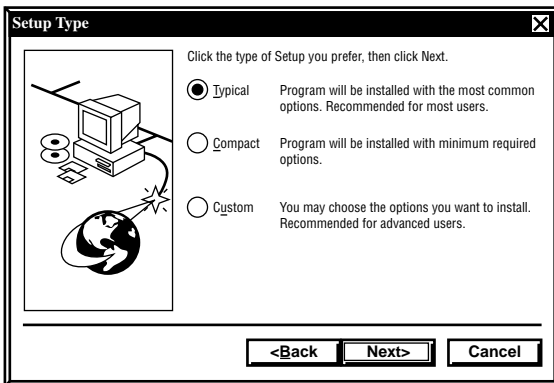 Setup Type
Click the type of Setup you prefer, then click Next.
Typical Program will be installed with the most common
options. Recommended for most users.
Compact Program will be installed with minimum required
options.
Custom You may choose the options you want to install.
Recommended for advanced users.
<Back Next> Cancel